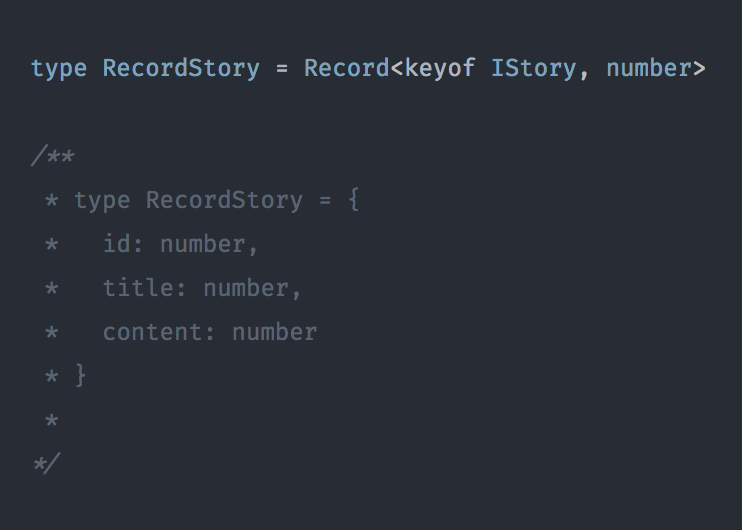 type RecordStory = Record<keyof IStory, number>
/**
 * type RecordStory = {
 *   id: number,
 *   title: number,
 *   content: number
 * }
 *
*/